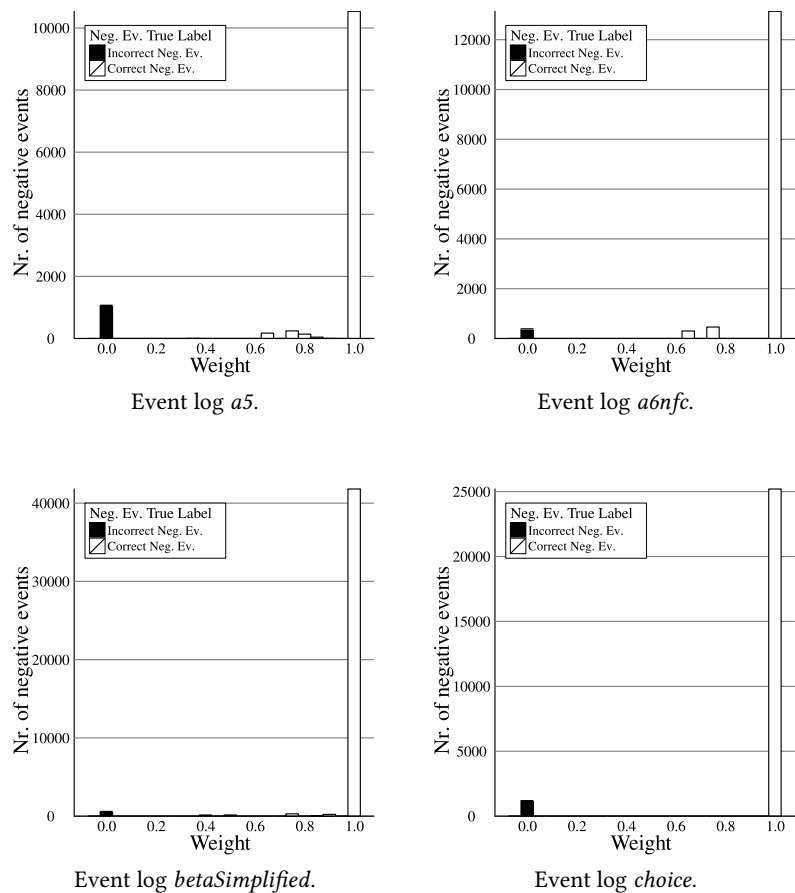 Nr. of negative events
10000
8000
6000
4000
2000
0
Neg. Ev. True Label
Incorrect Neg. Ev.
Correct Neg. Ev.
0.0 0.2 0.4 0.6 0.8 1.0
Weight
Event log a5.
Nr. of negative events
12000
10000
8000
6000
4000
2000
0
Neg. Ev. True Label
Incorrect Neg. Ev.
Correct Neg. Ev.
0.0 0.2 0.4 0.6 0.8 1.0
Weight
Event log a6nfc.
Nr. of negative events
40000
30000
20000
10000
0
Neg. Ev. True Label
Incorrect Neg. Ev.
Correct Neg. Ev.
0.0 0.2 0.4 0.6 0.8 1.0
Weight
Event log betaSimplified.
Nr. of negative events
25000
20000
15000
10000
5000
0
Neg. Ev. True Label
Incorrect Neg. Ev.
Correct Neg. Ev.
0.0 0.2 0.4 0.6 0.8 1.0
Weight
Event log choice.